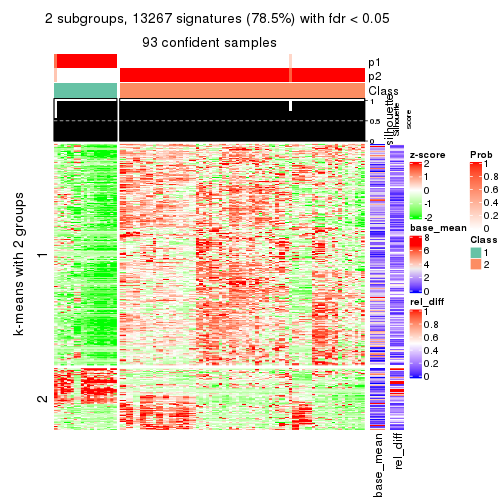 2 subgroups, 13267 signatures (78.5%) with fdr < 0.05
93 confident samples
p1
p2
Class
1
0.5
0
silhouette
Silhouette
score
k-means with 2 groups
1
2
base_mean
rel_diff
z-score
2
1
0
-1
-2
base_mean
8
6
4
2
0
rel_diff
1
0.8
0.6
0.4
0.2
0
Prob
1
0.8
0.6
0.4
0.2
0
Class
1
2